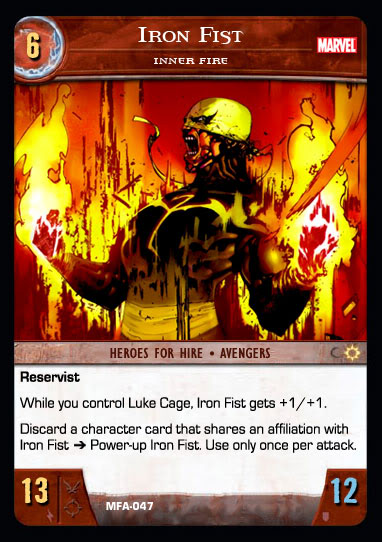 6
IRON FIST
MARVEL
INNER FIRE
HEROES FOR HIRE • AVENGERS
Reservist
While you control Luke Cage, Iron Fist gets +1/+1.
Discard a character card that shares an affiliation with
Iron Fist ➔ Power-up Iron Fist. Use only once per attack.
13
MFA-047
12